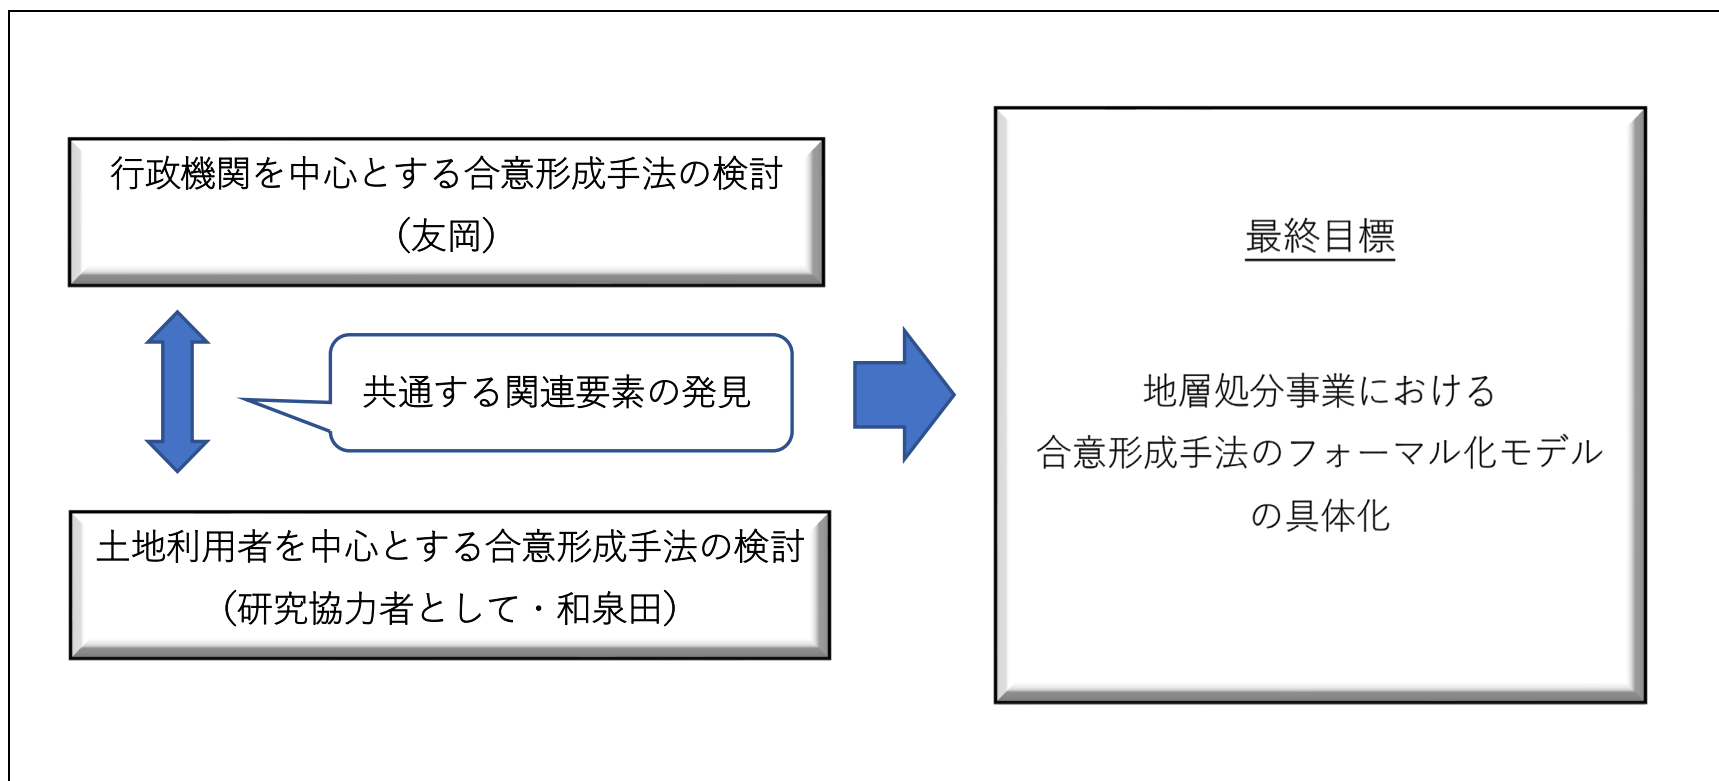 行政機関を中心とする合意形成手法の検討
（友岡）
共通する関連要素の発見
土地利用者を中心とする合意形成手法の検討
（研究協力者として・和泉田）
最終目標
地層処分事業における
合意形成手法のフォーマル化モデル
の具体化